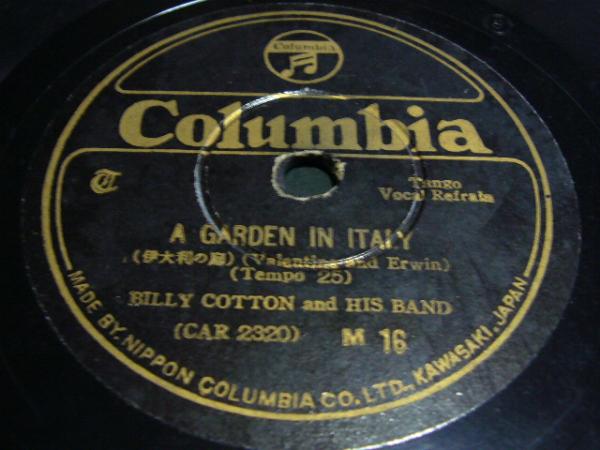 Columbia
Columbia
T
Tango
Vocal Refrain
A GARDEN IN ITALY
(伊太利の庭) (Valentine and Erwin)
(Tempo 25)
BILLY COTTON and HIS BAND
(CAR 2320) M 16
MADE BY NIPPON COLUMBIA CO. LTD., KAWASAKI, JAPAN.